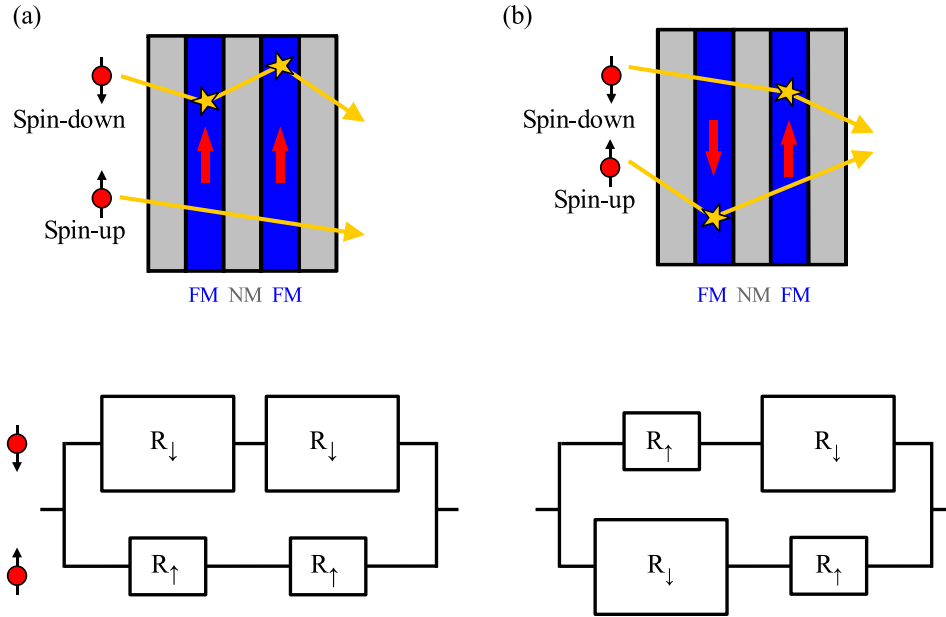 (a)
(b)
Spin-down
Spin-up
FM NM FM
Spin-down
Spin-up
FM NM FM
R↓
R↓
R↑
R↑
R↑
R↓
R↓
R↑